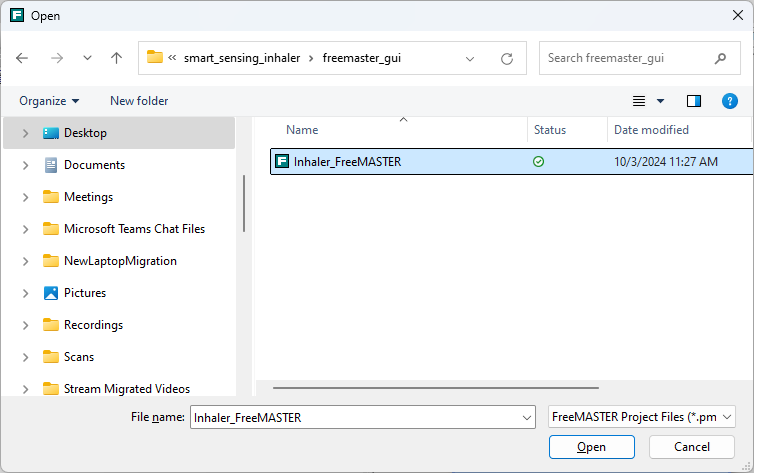 Open
« smart_sensing_inhaler > freemaster_gui
Search freemaster_gui
Organize
New folder
?
Name
Status
Date modified
Desktop
Documents
Meetings
Microsoft Teams Chat Files
NewLaptopMigration
Pictures
Recordings
Scans
Stream Migrated Videos
F Inhaler_FreeMASTER
10/3/2024 11:27 AM
File name:
Inhaler_FreeMASTER
FreeMASTER Project Files (*.pm
Open
Cancel